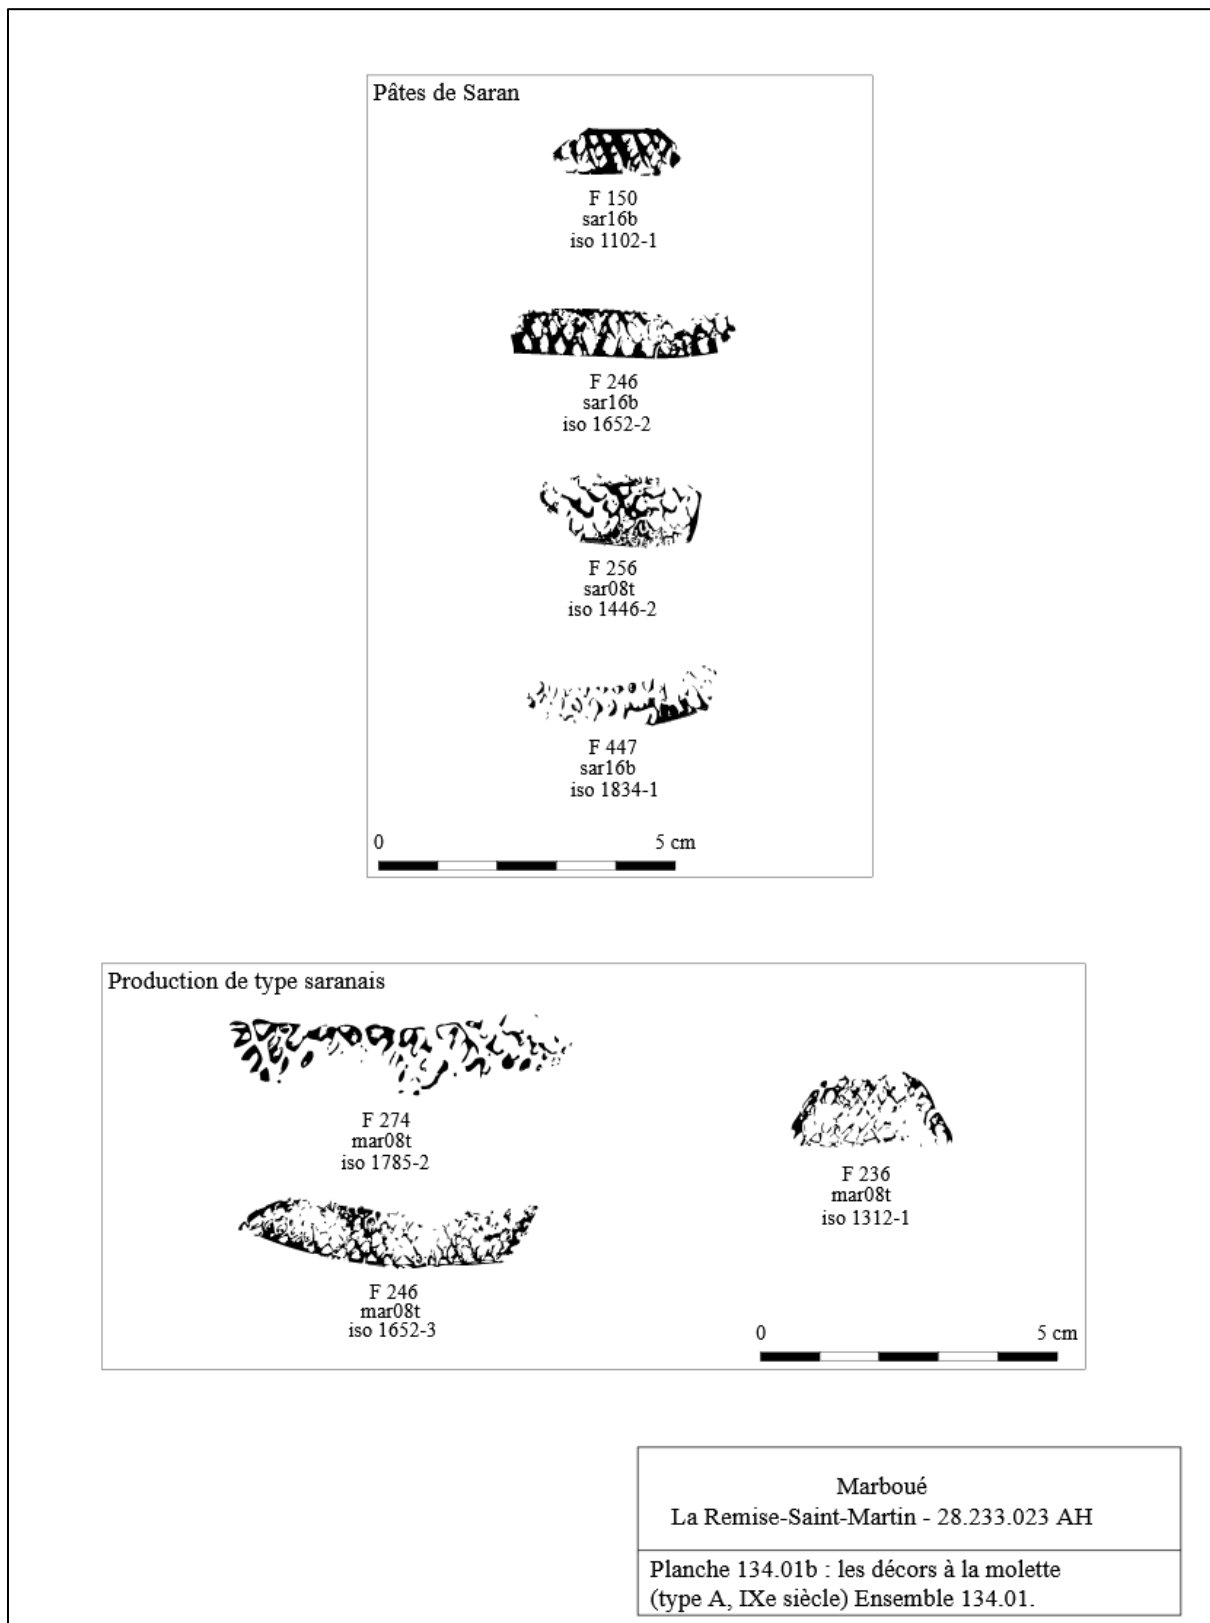 Pâtes de Saran
F 150
sar16b
iso 1102-1
F 246
sar16b
iso 1652-2
F 256
sar08t
iso 1446-2
F 447
sar16b
iso 1834-1
0 5 cm
Production de type saranais
F 274
mar08t
iso 1785-2
F 246
mar08t
iso 1652-3
F 236
mar08t
iso 1312-1
0 5 cm
Marboué
La Remise-Saint-Martin - 28.233.023 AH
Planche 134.01b : les décors à la molette
(type A, IXe siècle) Ensemble 134.01.